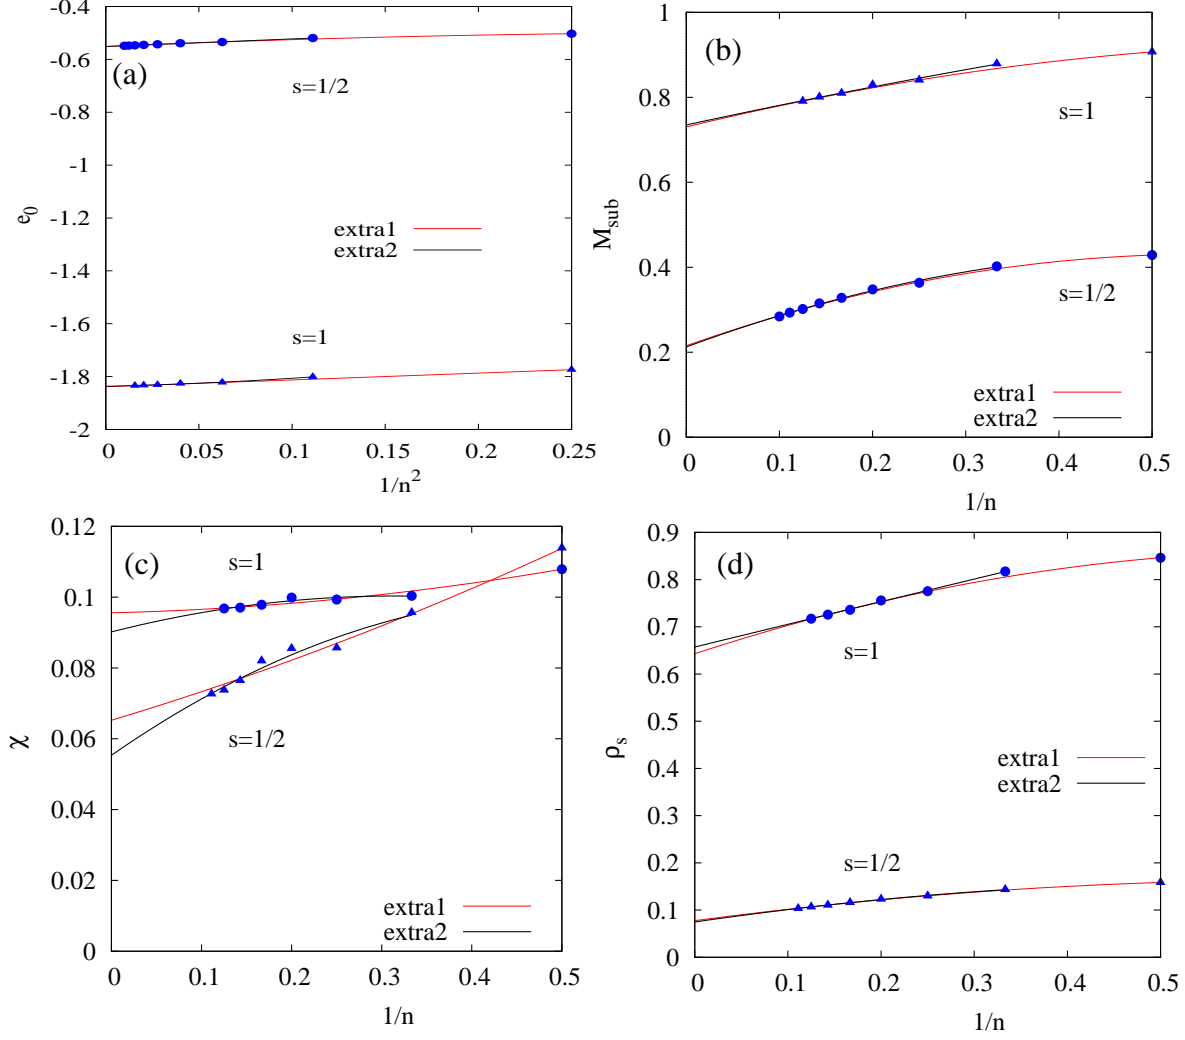 -0.4
-0.6
-0.8
-1
-1.2
-1.4
-1.6
-1.8
-2
e₀
(a)
s=1/2
extra1
extra2
s=1
0 0.05 0.1 0.15 0.2 0.25
1/n²
1
0.8
0.6
0.4
0.2
0
M_sub
(b)
s=1
s=1/2
extra1
extra2
0 0.1 0.2 0.3 0.4 0.5
1/n
0.12
0.1
0.08
0.06
0.04
0.02
0
χ
(c)
s=1
s=1/2
extra1
extra2
0 0.1 0.2 0.3 0.4 0.5
1/n
0.9
0.8
0.7
0.6
0.5
0.4
0.3
0.2
0.1
0
ρₛ
(d)
s=1
extra1
extra2
s=1/2
0 0.1 0.2 0.3 0.4 0.5
1/n